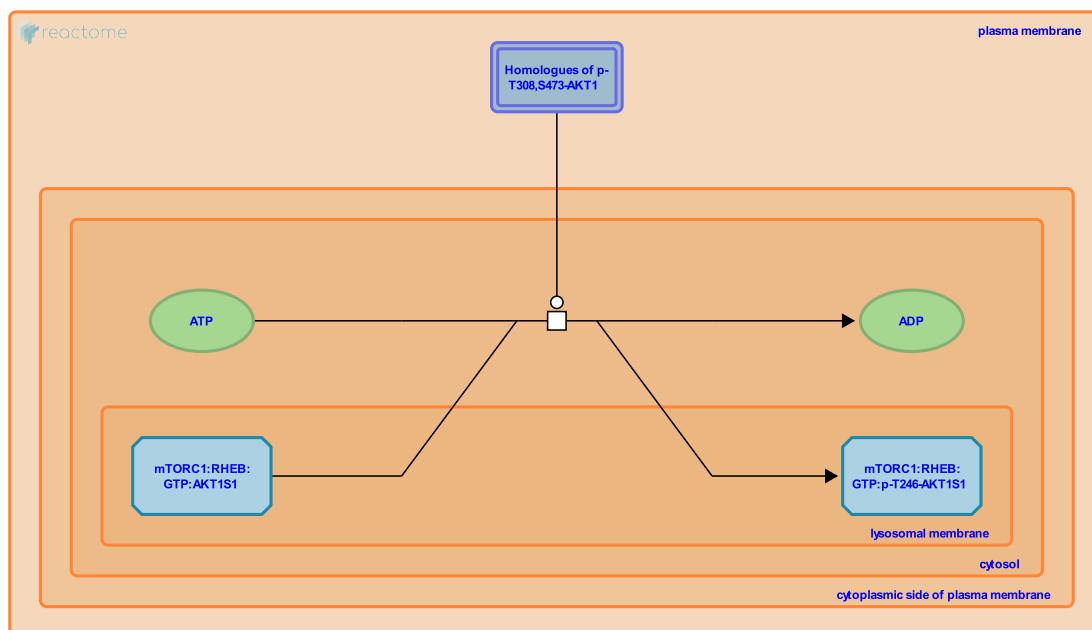 reactome
plasma membrane
Homologues of p-
T308,S473-AKT1
ATP
ADP
mTORC1:RHEB:
GTP:AKT1S1
mTORC1:RHEB:
GTP:p-T246-AKT1S1
lysosomal membrane
cytosol
cytoplasmic side of plasma membrane